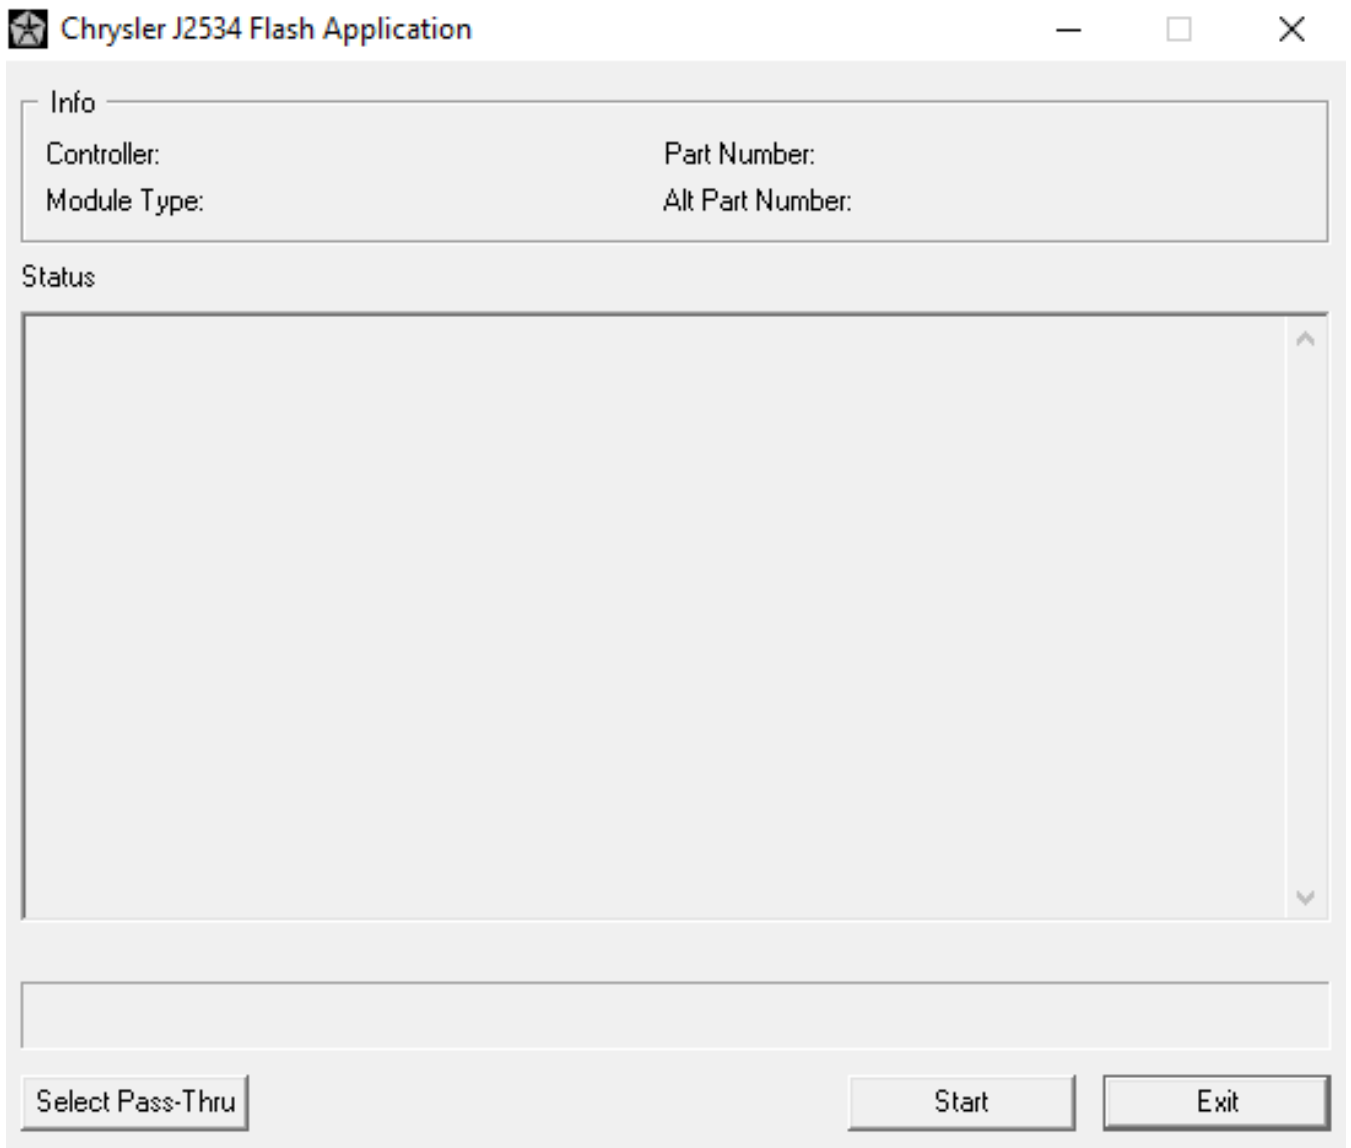 Chrysler J2534 Flash Application
Info
Controller:
Part Number:
Module Type:
Alt Part Number:
Status
Select Pass-Thru
Start
Exit